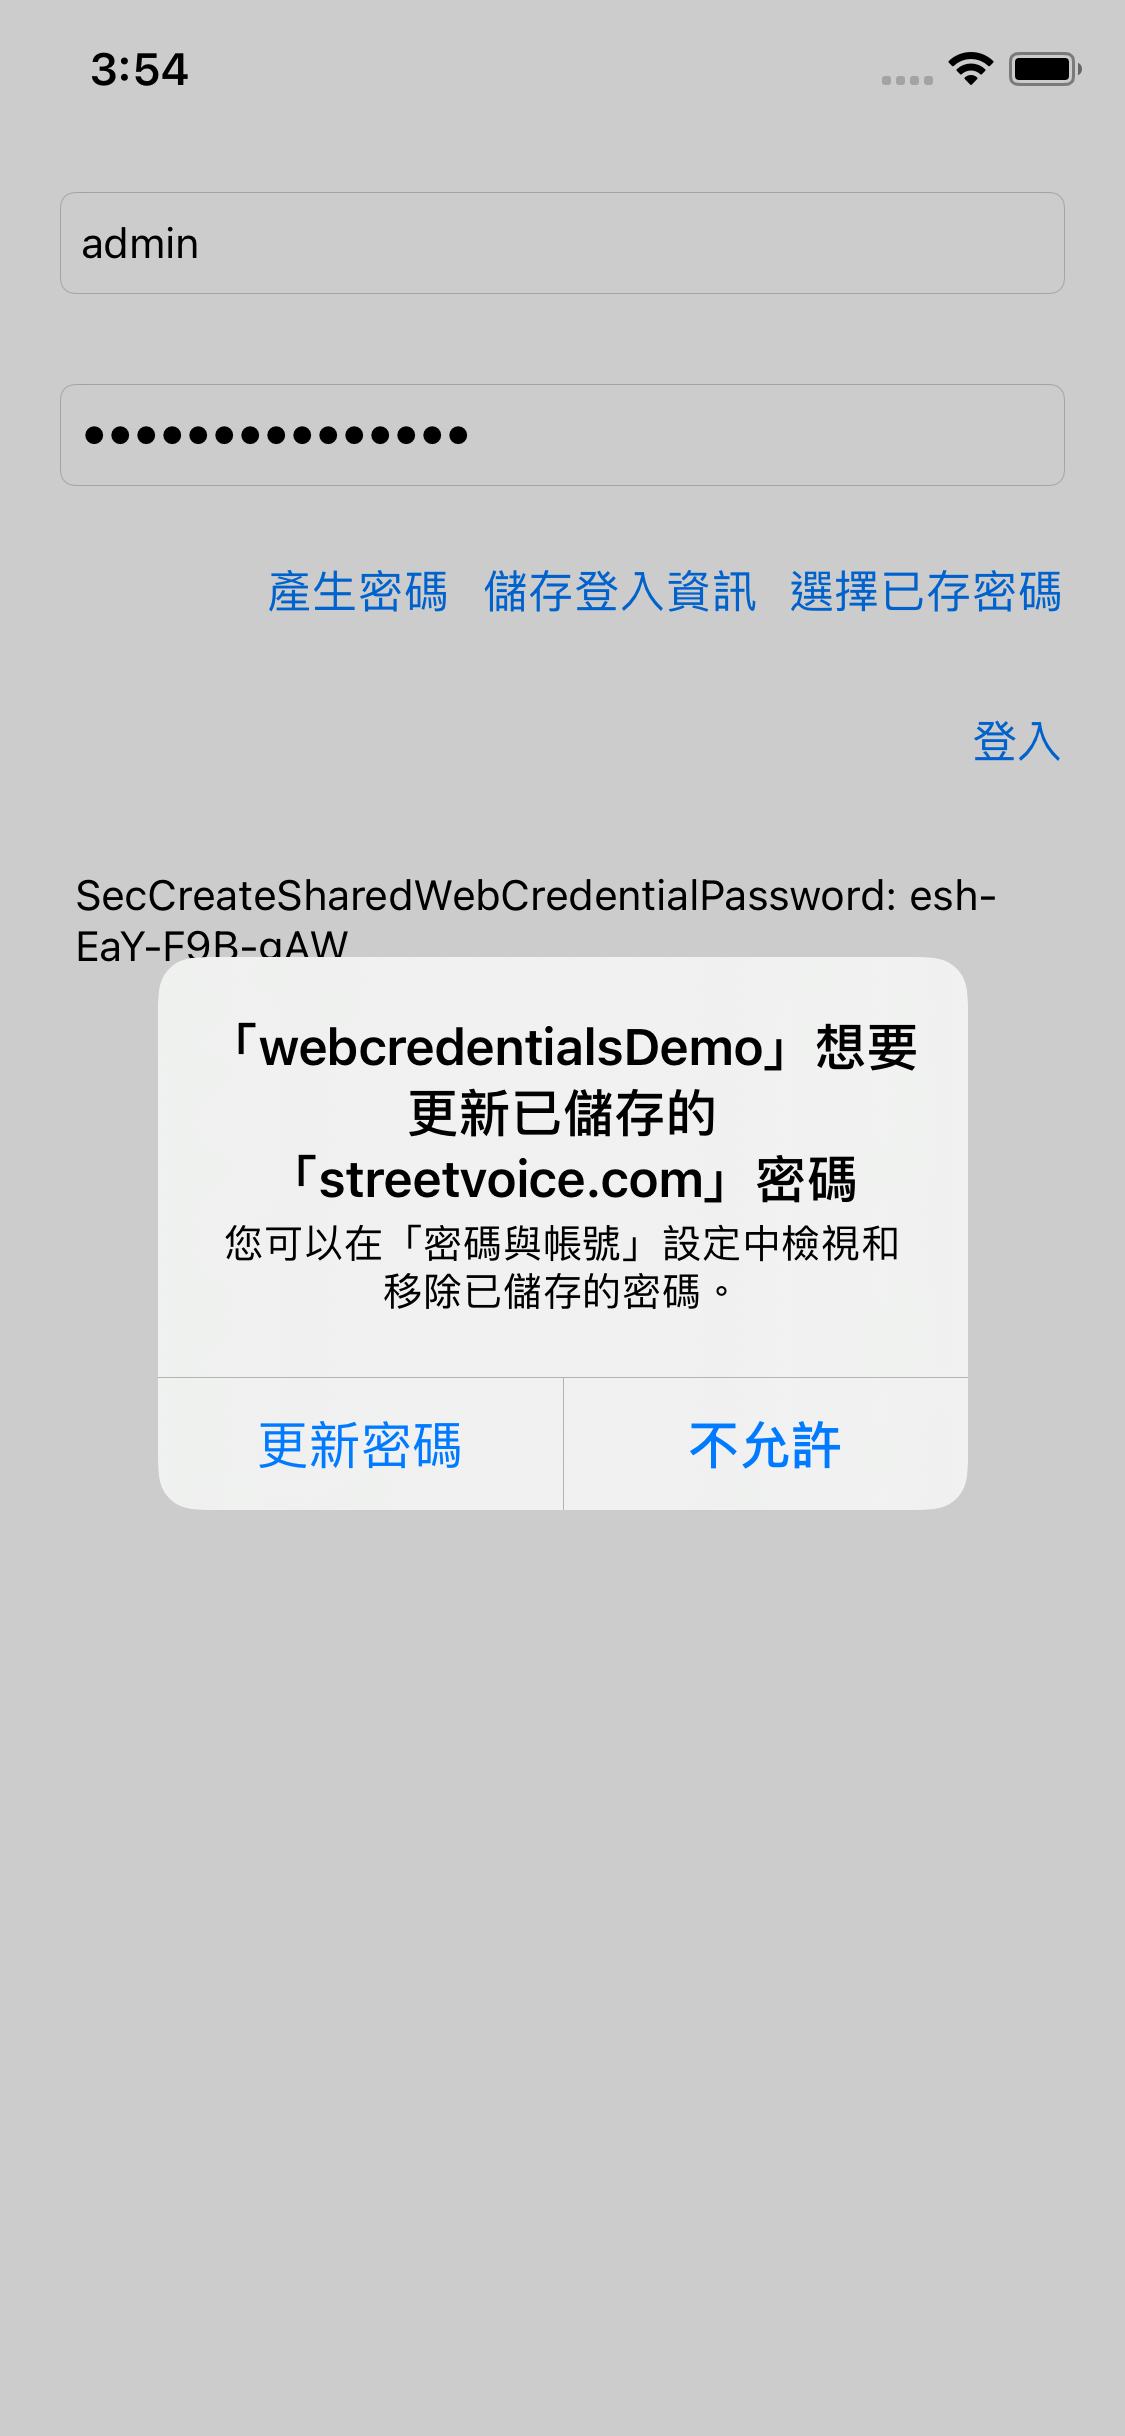 3:54
admin
產生密碼 儲存登入資訊 選擇已存密碼
登入
SecCreateSharedWebCredentialPassword: esh-
EaY-F9B-gAW
「webcredentialsDemo」想要
更新已儲存的
「streetvoice.com」密碼
您可以在「密碼與帳號」設定中檢視和
移除已儲存的密碼。
更新密碼 不允許